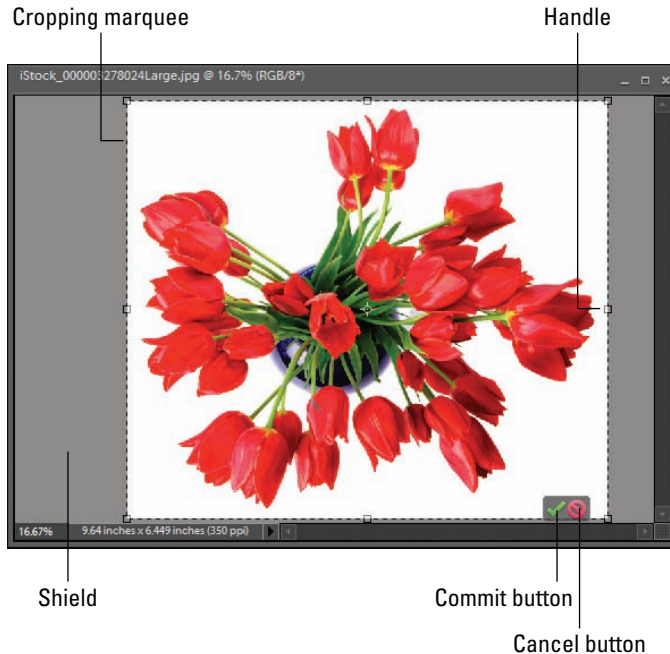 Cropping marquee
Handle
iStock_000003278024Large.jpg @ 16.7% (RGB/8*)
16.67%
9.64 inches x 6.449 inches (350 ppi)
Shield
Commit button
Cancel button